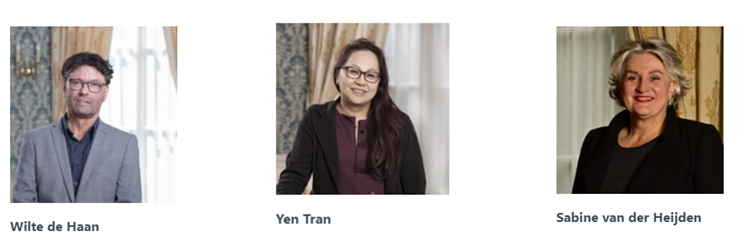 Wilte de Haan
Yen Tran
Sabine van der Heijden